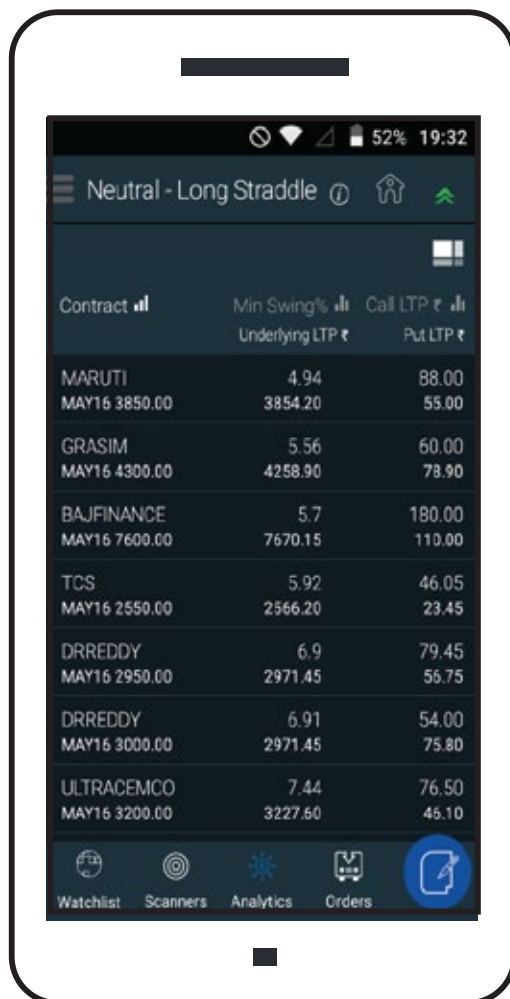 52% 19:32
Neutral - Long Straddle
Contract Min Swing% Call LTP ₹
Underlying LTP ₹ Put LTP ₹
MARUTI 4.94 88.00
MAY16 3850.00 3854.20 55.00
GRASIM 5.56 60.00
MAY16 4300.00 4258.90 78.90
BAJFINANCE 5.7 180.00
MAY16 7600.00 7670.15 110.00
TCS 5.92 46.05
MAY16 2550.00 2566.20 23.45
DRREDDY 6.9 79.45
MAY16 2950.00 2971.45 56.75
DRREDDY 6.91 54.00
MAY16 3000.00 2971.45 75.80
ULTRACEMCO 7.44 76.50
MAY16 3200.00 3227.60 46.10
Watchlist Scanners Analytics Orders